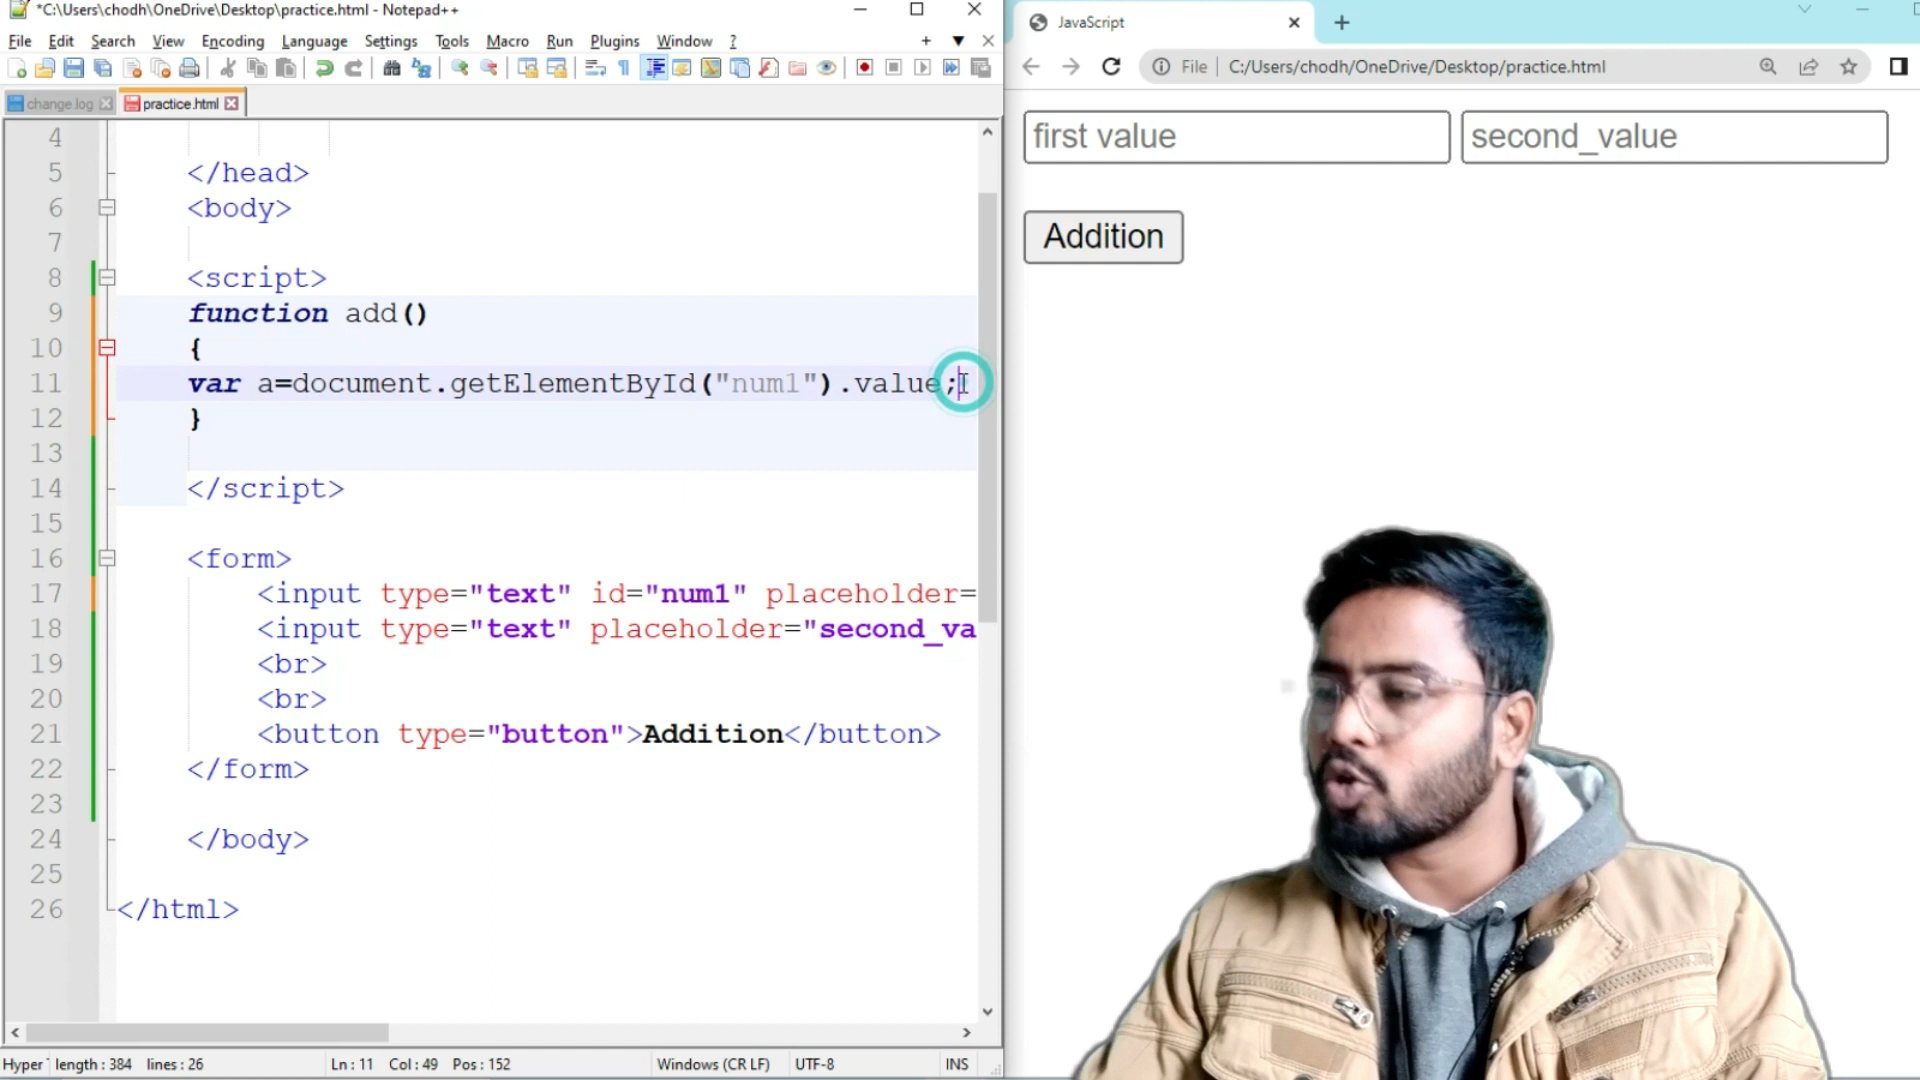 *C:\Users\chodh\OneDrive\Desktop\practice.html - Notepad++
File Edit Search View Encoding Language Settings Tools Macro Run Plugins Window ?
change.log practice.html
4
5 </head>
6 <body>
7
8 <script>
9 function add()
10 {
11 var a=document.getElementById("num1").value;
12 }
13
14 </script>
15
16 <form>
17 <input type="text" id="num1" placeholder=
18 <input type="text" placeholder="second_va
19 <br>
20 <br>
21 <button type="button">Addition</button>
22 </form>
23
24 </body>
25
26 </html>
Hyper length : 384 lines : 26 Ln : 11 Col : 49 Pos : 152 Windows (CR LF) UTF-8 INS
JavaScript
File C:/Users/chodh/OneDrive/Desktop/practice.html
first value second_value
Addition